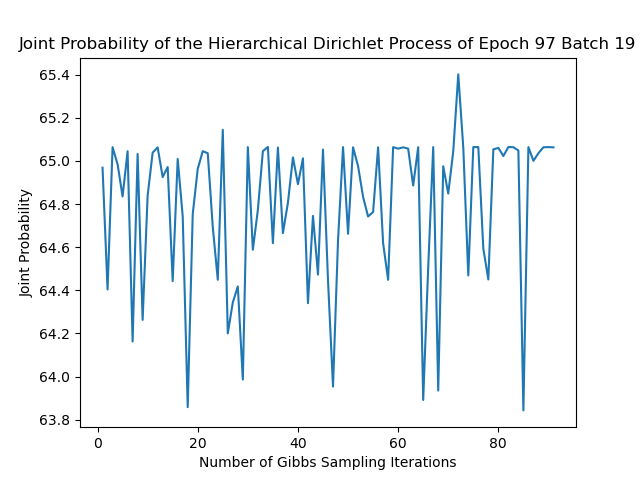 Joint Probability of the Hierarchical Dirichlet Process of Epoch 97 Batch 19
65.4
65.2
65.0
64.8
64.6
64.4
64.2
64.0
63.8
Joint Probability
0 20 40 60 80
Number of Gibbs Sampling Iterations